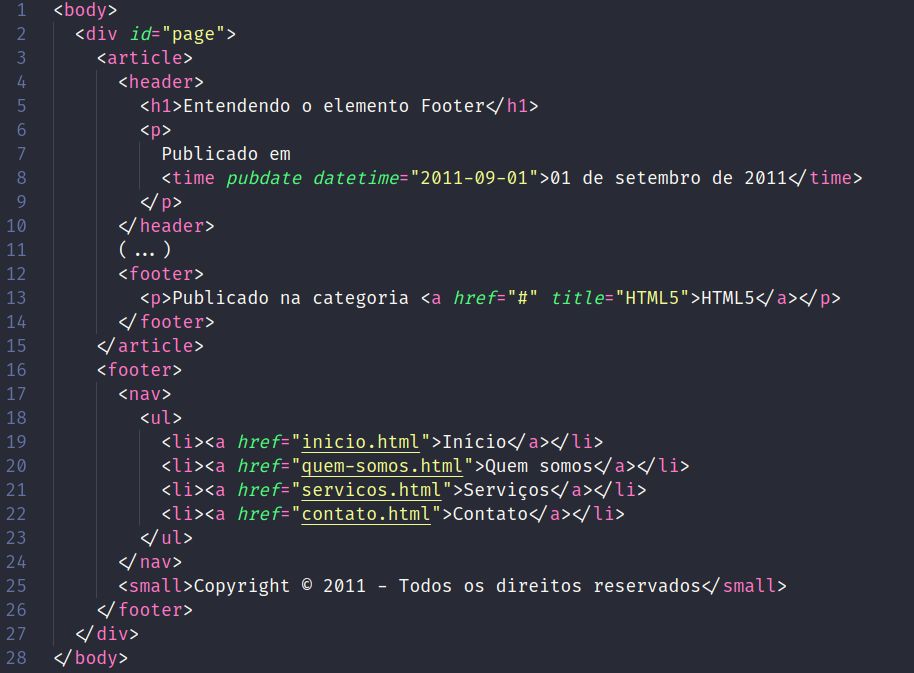 1 <body>
2 <div id="page">
3 <article>
4 <header>
5 <h1>Entendendo o elemento Footer</h1>
6 <p>
7 Publicado em
8 <time pubdate datetime="2011-09-01">01 de setembro de 2011</time>
9 </p>
10 </header>
11 (...)
12 <footer>
13 <p>Publicado na categoria <a href="#" title="HTML5">HTML5</a></p>
14 </footer>
15 </article>
16 <footer>
17 <nav>
18 <ul>
19 <li><a href="inicio.html">Início</a></li>
20 <li><a href="quem-somos.html">Quem somos</a></li>
21 <li><a href="servicos.html">Serviços</a></li>
22 <li><a href="contato.html">Contato</a></li>
23 </ul>
24 </nav>
25 <small>Copyright © 2011 - Todos os direitos reservados</small>
26 </footer>
27 </div>
28 </body>